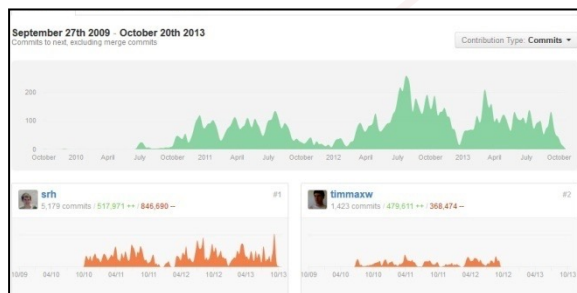 September 27th 2009 - October 20th 2013
Commits to next, excluding merge commits
Contribution Type: Commits
200
100
0
October 2010 April July October 2011 April July October 2012 April July October 2013 April July October
srh #1
5,179 commits / 517,971 ++ / 846,690 --
10/09 04/10 10/10 04/11 10/11 04/12 10/12 04/13 10/13
timmaxw #2
1,423 commits / 479,611 ++ / 368,474 --
10/09 04/10 10/10 04/11 10/11 04/12 10/12 04/13 10/13